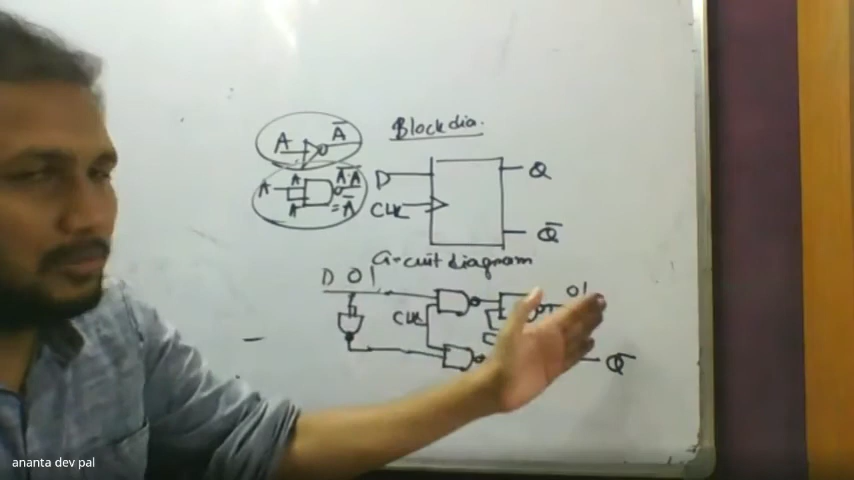 A Ā
Block dia.
A A A̅·A̅ D Q
A = Ā
CLK
Q̅
Circuit diagram
D 0 1
0 1
CLK
Q̅
ananta dev pal